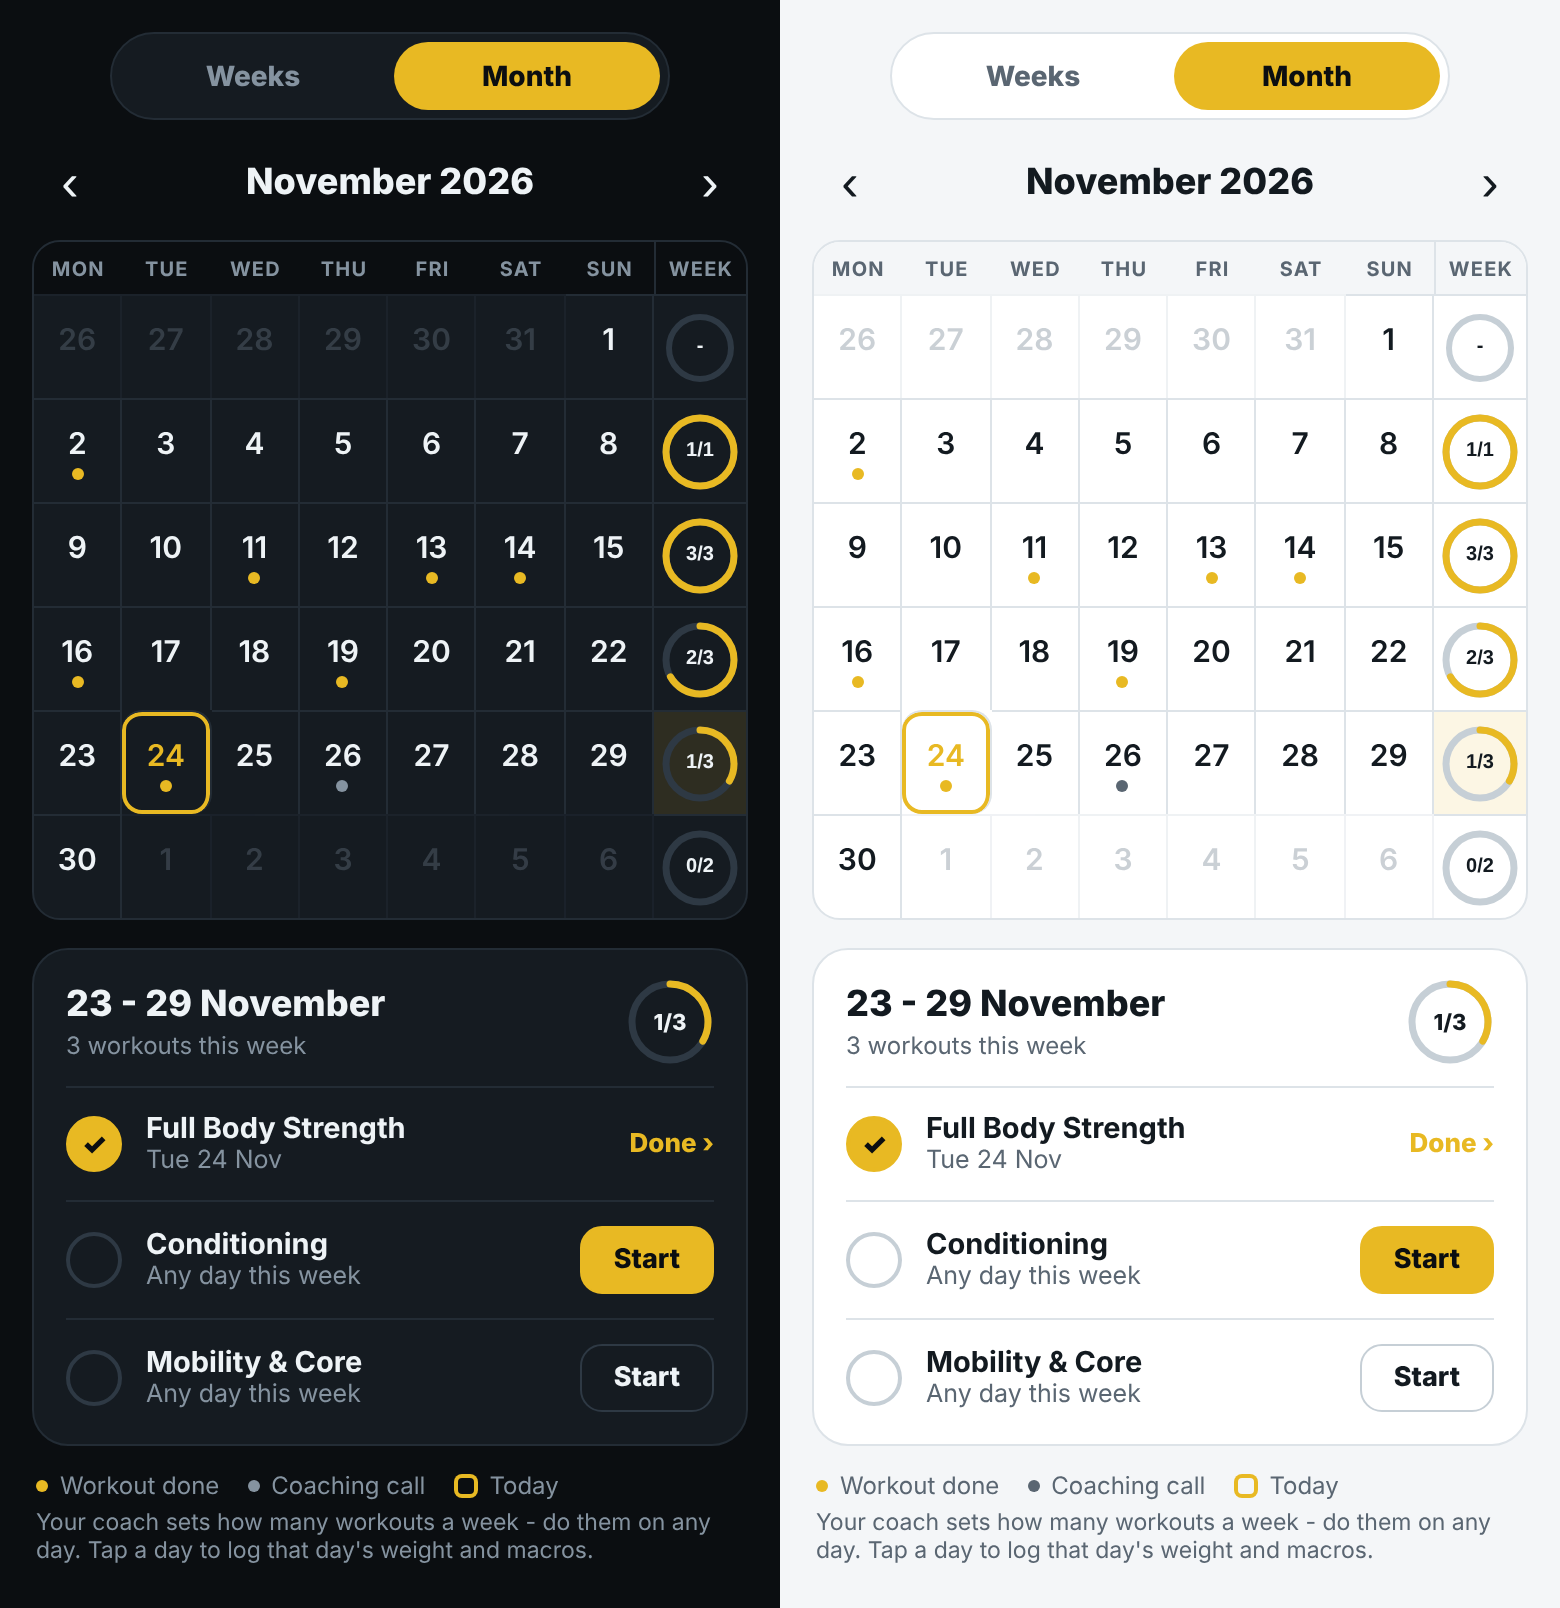 Weeks Month
‹ November 2026 ›
MON TUE WED THU FRI SAT SUN WEEK
26 27 28 29 30 31 1 -
2 3 4 5 6 7 8 1/1
9 10 11 12 13 14 15 3/3
16 17 18 19 20 21 22 2/3
23 24 25 26 27 28 29 1/3
30 1 2 3 4 5 6 0/2
23 - 29 November 1/3
3 workouts this week
Full Body Strength
Tue 24 Nov
Done ›
Conditioning
Any day this week
Start
Mobility & Core
Any day this week
Start
Workout done Coaching call Today
Your coach sets how many workouts a week - do them on any
day. Tap a day to log that day's weight and macros.
Weeks Month
‹ November 2026 ›
MON TUE WED THU FRI SAT SUN WEEK
26 27 28 29 30 31 1 -
2 3 4 5 6 7 8 1/1
9 10 11 12 13 14 15 3/3
16 17 18 19 20 21 22 2/3
23 24 25 26 27 28 29 1/3
30 1 2 3 4 5 6 0/2
23 - 29 November 1/3
3 workouts this week
Full Body Strength
Tue 24 Nov
Done ›
Conditioning
Any day this week
Start
Mobility & Core
Any day this week
Start
Workout done Coaching call Today
Your coach sets how many workouts a week - do them on any
day. Tap a day to log that day's weight and macros.